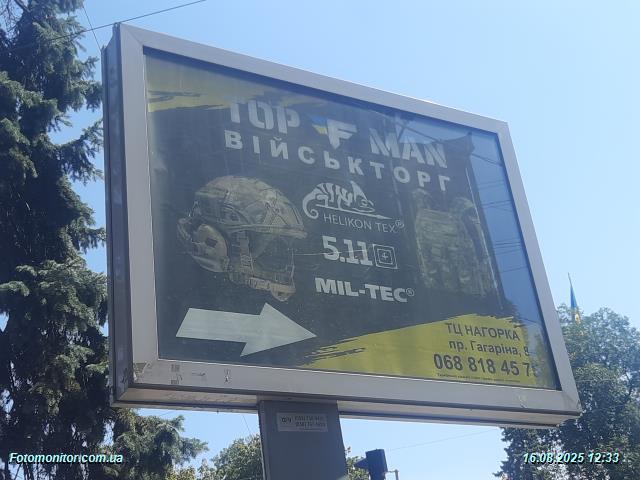 TOP F MAN
ВІЙСЬКТОРГ
HELIKON TEX®
5.11
MIL-TEC®
ТЦ НАГОРКА
пр. Гагаріна,
068 818 45
Fotomonitor.com.ua
16.08.2025 12:33